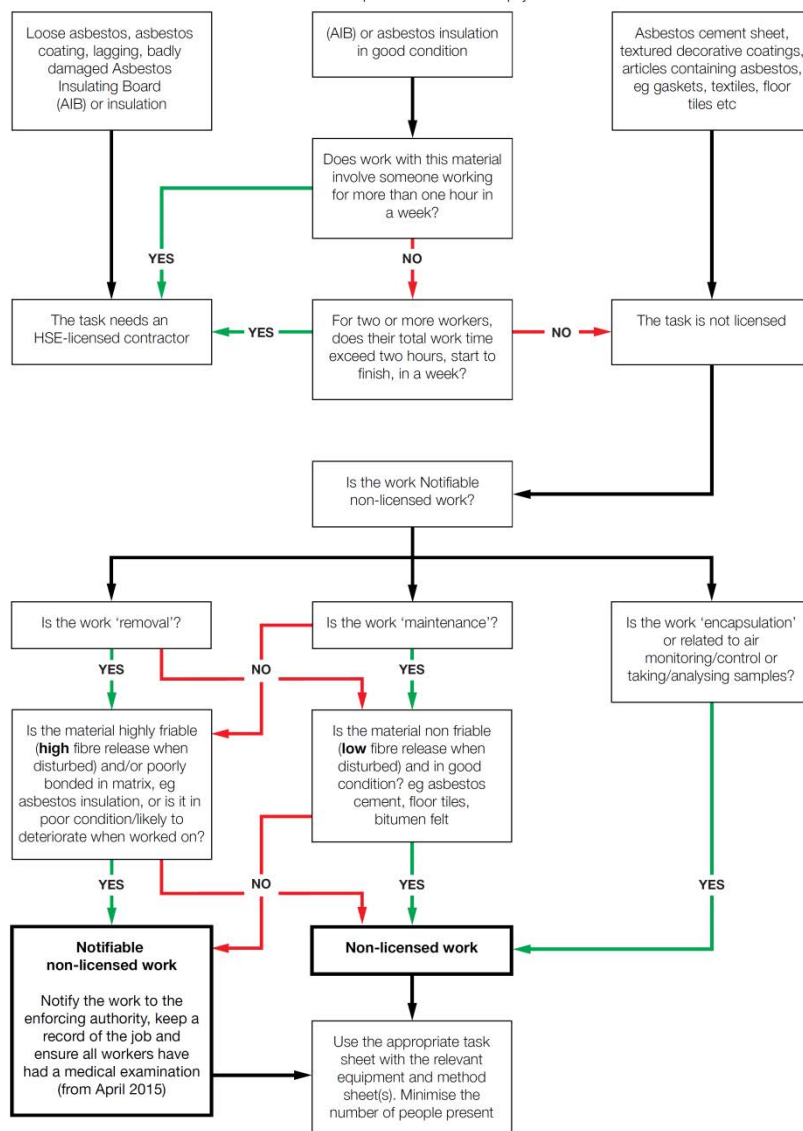 Loose asbestos, asbestos
coating, lagging, badly
damaged Asbestos
Insulating Board
(AIB) or insulation
(AIB) or asbestos insulation
in good condition
Asbestos cement sheet,
textured decorative coatings,
articles containing asbestos,
eg gaskets, textiles, floor
tiles etc
Does work with this material
involve someone working
for more than one hour in
a week?
YES
NO
The task needs an
HSE-licensed contractor
YES
For two or more workers,
does their total work time
exceed two hours, start to
finish, in a week?
NO
The task is not licensed
Is the work Notifiable
non-licensed work?
Is the work ‘removal’?
Is the work ‘maintenance’?
Is the work ‘encapsulation’
or related to air
monitoring/control or
taking/analysing samples?
YES
NO
YES
Is the material highly friable
(high fibre release when
disturbed) and/or poorly
bonded in matrix, eg
asbestos insulation, or is it in
poor condition/likely to
deteriorate when worked on?
Is the material non friable
(low fibre release when
disturbed) and in good
condition? eg asbestos
cement, floor tiles,
bitumen felt
YES
NO
YES
YES
Notifiable
non-licensed work
Notify the work to the
enforcing authority, keep a
record of the job and
ensure all workers have
had a medical examination
(from April 2015)
Non-licensed work
Use the appropriate task
sheet with the relevant
equipment and method
sheet(s). Minimise the
number of people present